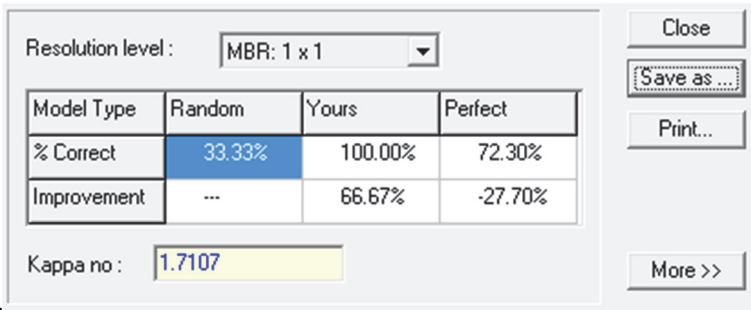 Resolution level : MBR: 1 x 1
Close
Save as ...
Print...
Model Type Random Yours Perfect
% Correct 33.33% 100.00% 72.30%
Improvement --- 66.67% -27.70%
Kappa no : 1.7107
More >>